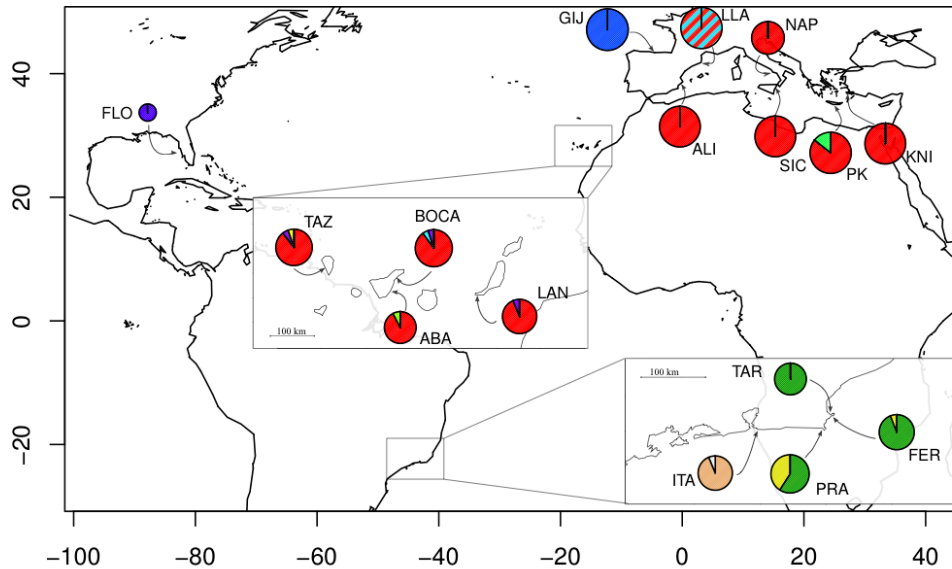 GIJ
LLA
NAP
40
FLO
ALI
SIC
PK
KNI
20
TAZ
BOCA
LAN
0
100 km
ABA
100 km
TAR
FER
−20
ITA
PRA
−100
−80
−60
−40
−20
0
20
40